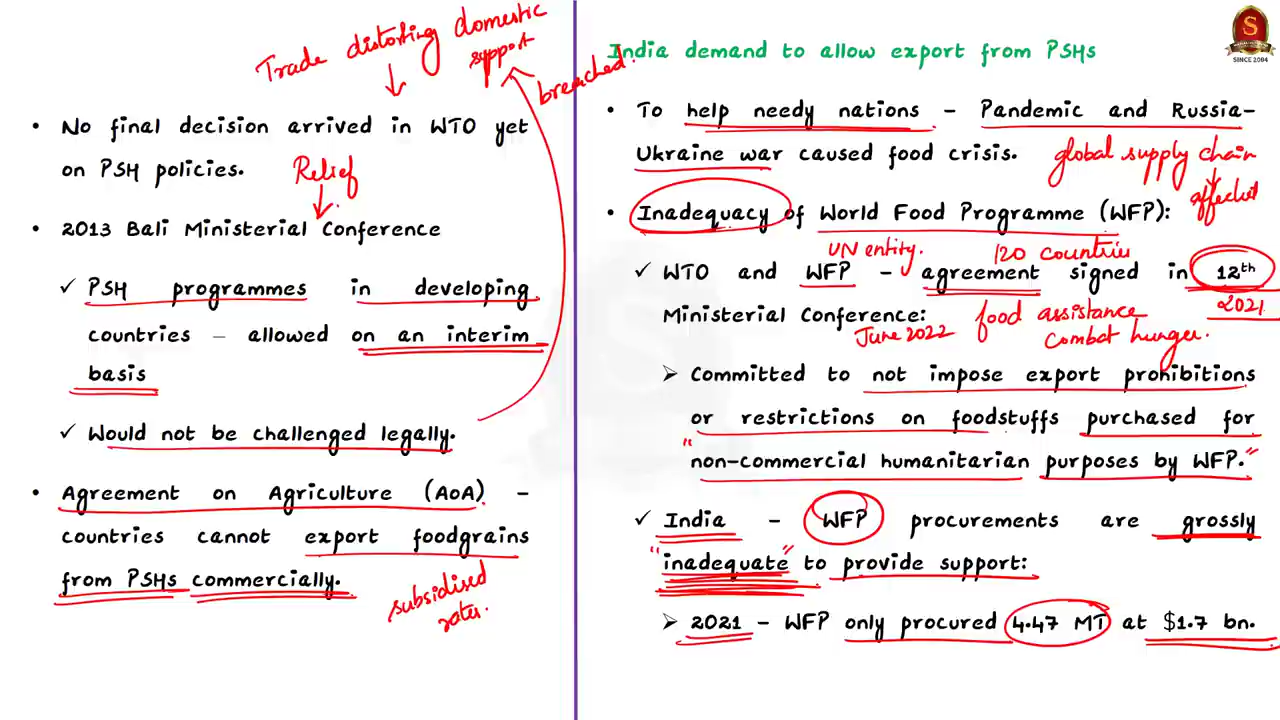 Trade distorting domestic
support
breached.
• No final decision arrived in WTO yet
on PSH policies.
Relief
• 2013 Bali Ministerial Conference
✓ PSH programmes in developing
countries – allowed on an interim
basis
✓ Would not be challenged legally.
• Agreement on Agriculture (AoA) –
countries cannot export foodgrains
from PSHs commercially.
subsidised
rates.
India demand to allow export from PSHs
S
SINCE 2004
• To help needy nations – Pandemic and Russia-
Ukraine war caused food crisis.
global supply chain
affected
• Inadequacy of World Food Programme (WFP):
UN entity.
120 countries
✓ WTO and WFP – agreement signed in 12th
2021
Ministerial Conference:
June 2022
food assistance
combat hunger.
➢ Committed to not impose export prohibitions
or restrictions on foodstuffs purchased for
"non-commercial humanitarian purposes by WFP."
✓ India – WFP procurements are grossly
"inadequate" to provide support:
➢ 2021 – WFP only procured 4.47 MT at $1.7 bn.